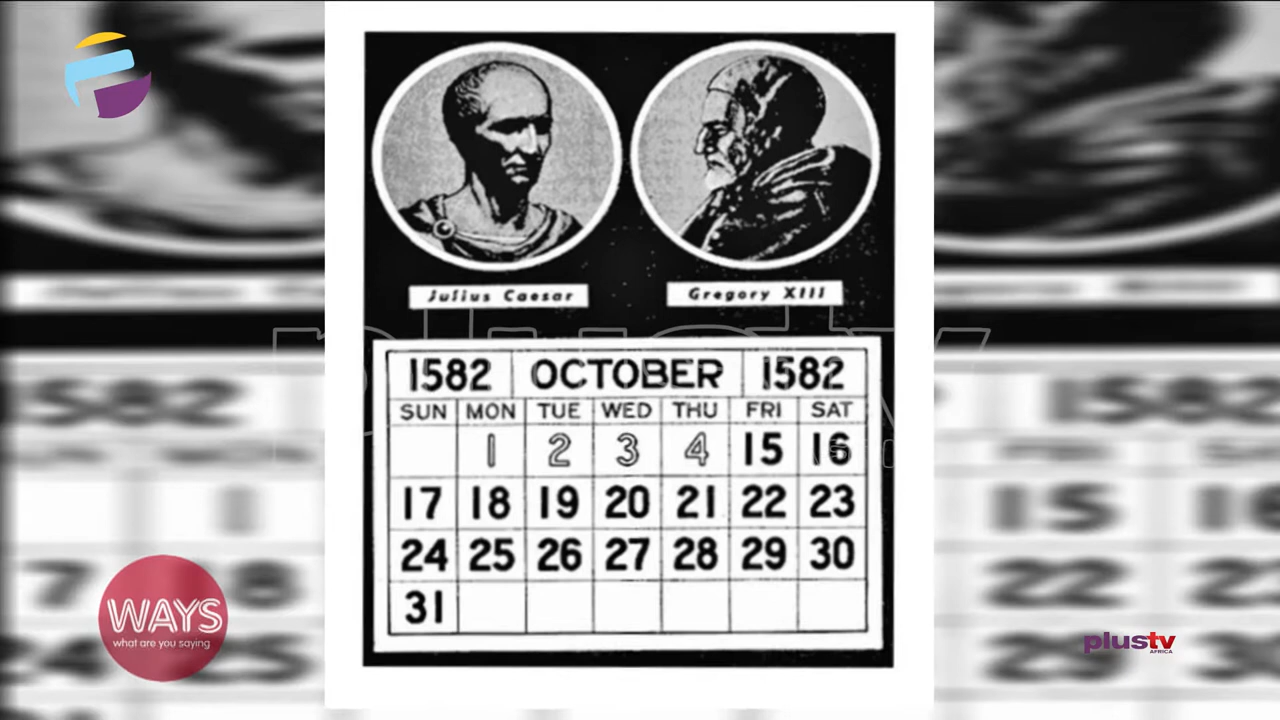 Julius Caesar
Gregory XIII
1582 OCTOBER 1582
SUN MON TUE WED THU FRI SAT
1 2 3 4 15 16
17 18 19 20 21 22 23
24 25 26 27 28 29 30
31
WAYS
what are you saying
plustv
AFRICA